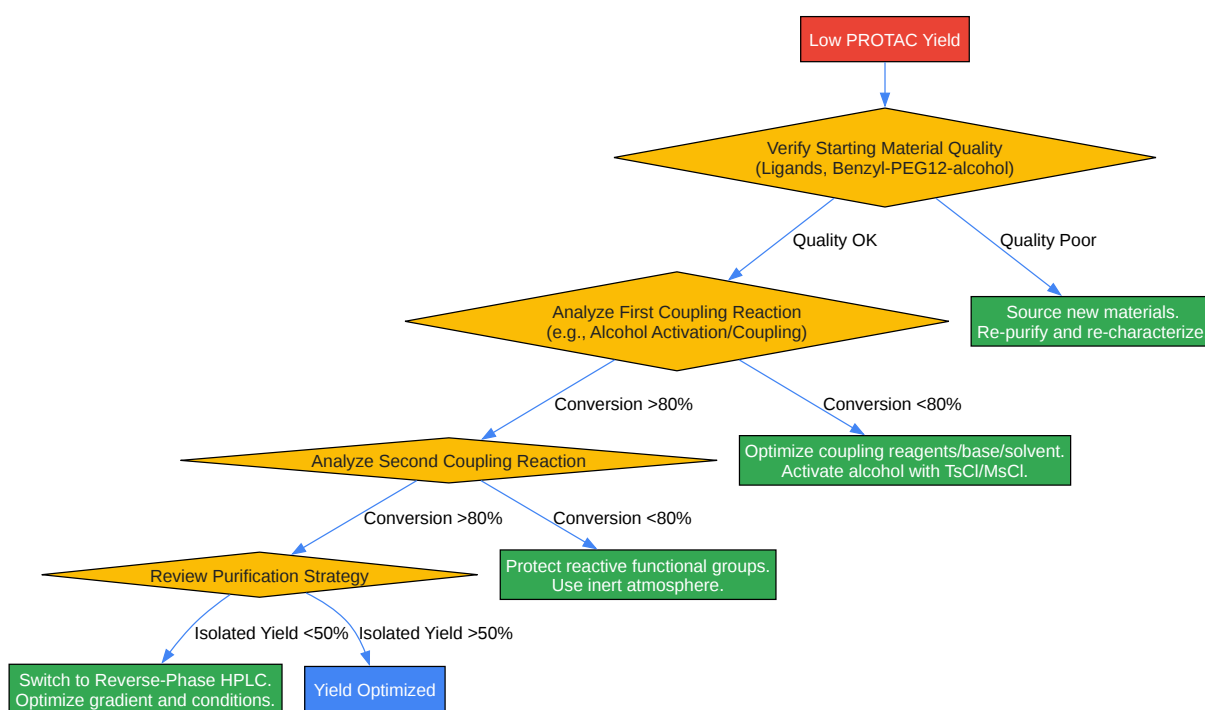 Low PROTAC Yield
Verify Starting Material Quality
(Ligands, Benzyl-PEG12-alcohol)
Quality OK
Quality Poor
Analyze First Coupling Reaction
(e.g., Alcohol Activation/Coupling)
Source new materials.
Re-purify and re-characterize
Conversion >80%
Conversion <80%
Analyze Second Coupling Reaction
Optimize coupling reagents/base/solvent.
Activate alcohol with TsCl/MsCl.
Conversion >80%
Conversion <80%
Review Purification Strategy
Protect reactive functional groups.
Use inert atmosphere.
Isolated Yield <50%
Isolated Yield >50%
Switch to Reverse-Phase HPLC.
Optimize gradient and conditions.
Yield Optimized